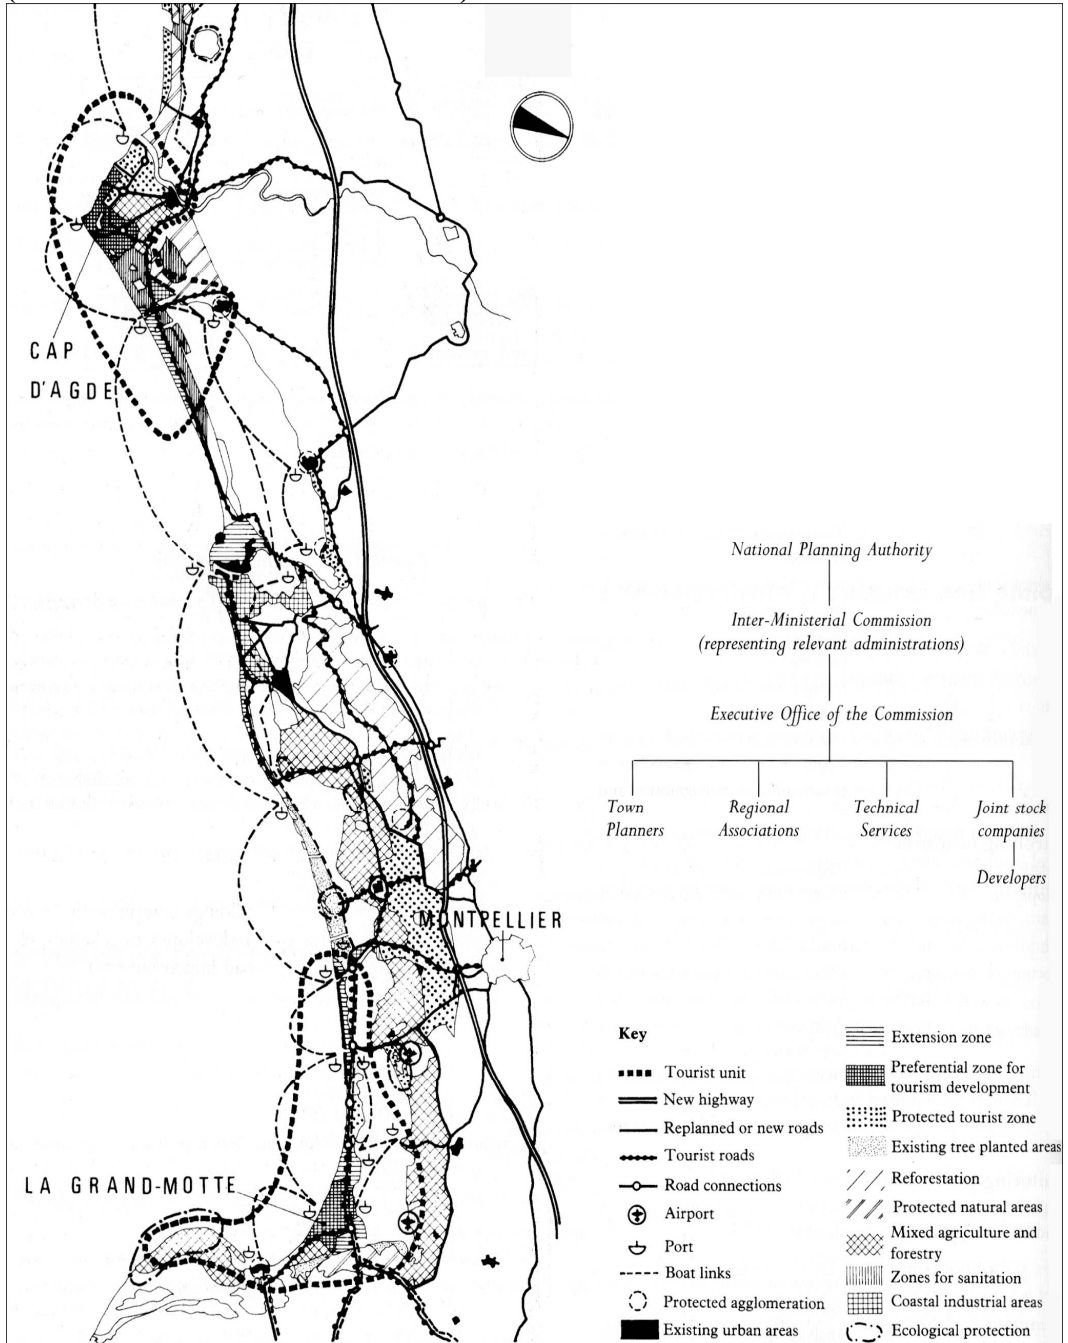 CAP
D'AGDE
National Planning Authority
Inter-Ministerial Commission
(representing relevant administrations)
Executive Office of the Commission
Town
Planners
Regional
Associations
Technical
Services
Joint stock
companies
Developers
MONTPELLIER
LA GRAND-MOTTE
Key
Tourist unit
New highway
Replanned or new roads
Tourist roads
Road connections
Airport
Port
Boat links
Protected agglomeration
Existing urban areas
Extension zone
Preferential zone for
tourism development
Protected tourist zone
Existing tree planted areas
Reforestation
Protected natural areas
Mixed agriculture and
forestry
Zones for sanitation
Coastal industrial areas
Ecological protection